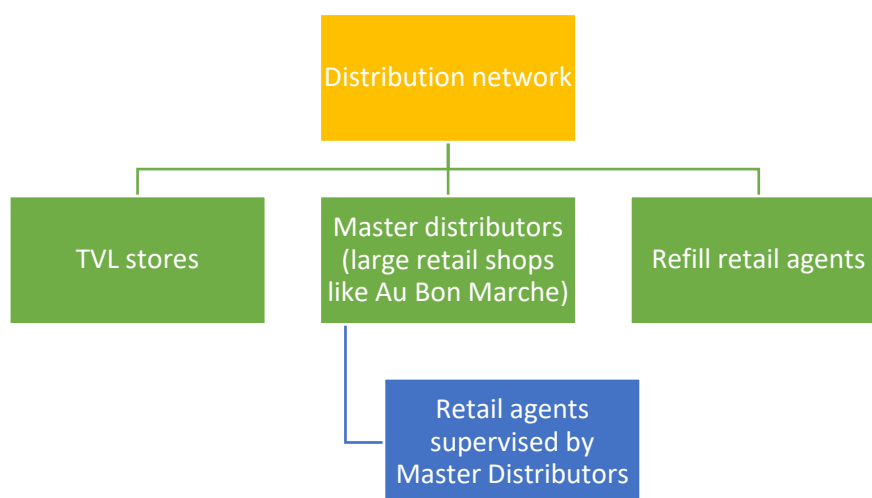 Distribution network
TVL stores
Master distributors
(large retail shops
like Au Bon Marche)
Refill retail agents
Retail agents
supervised by
Master Distributors